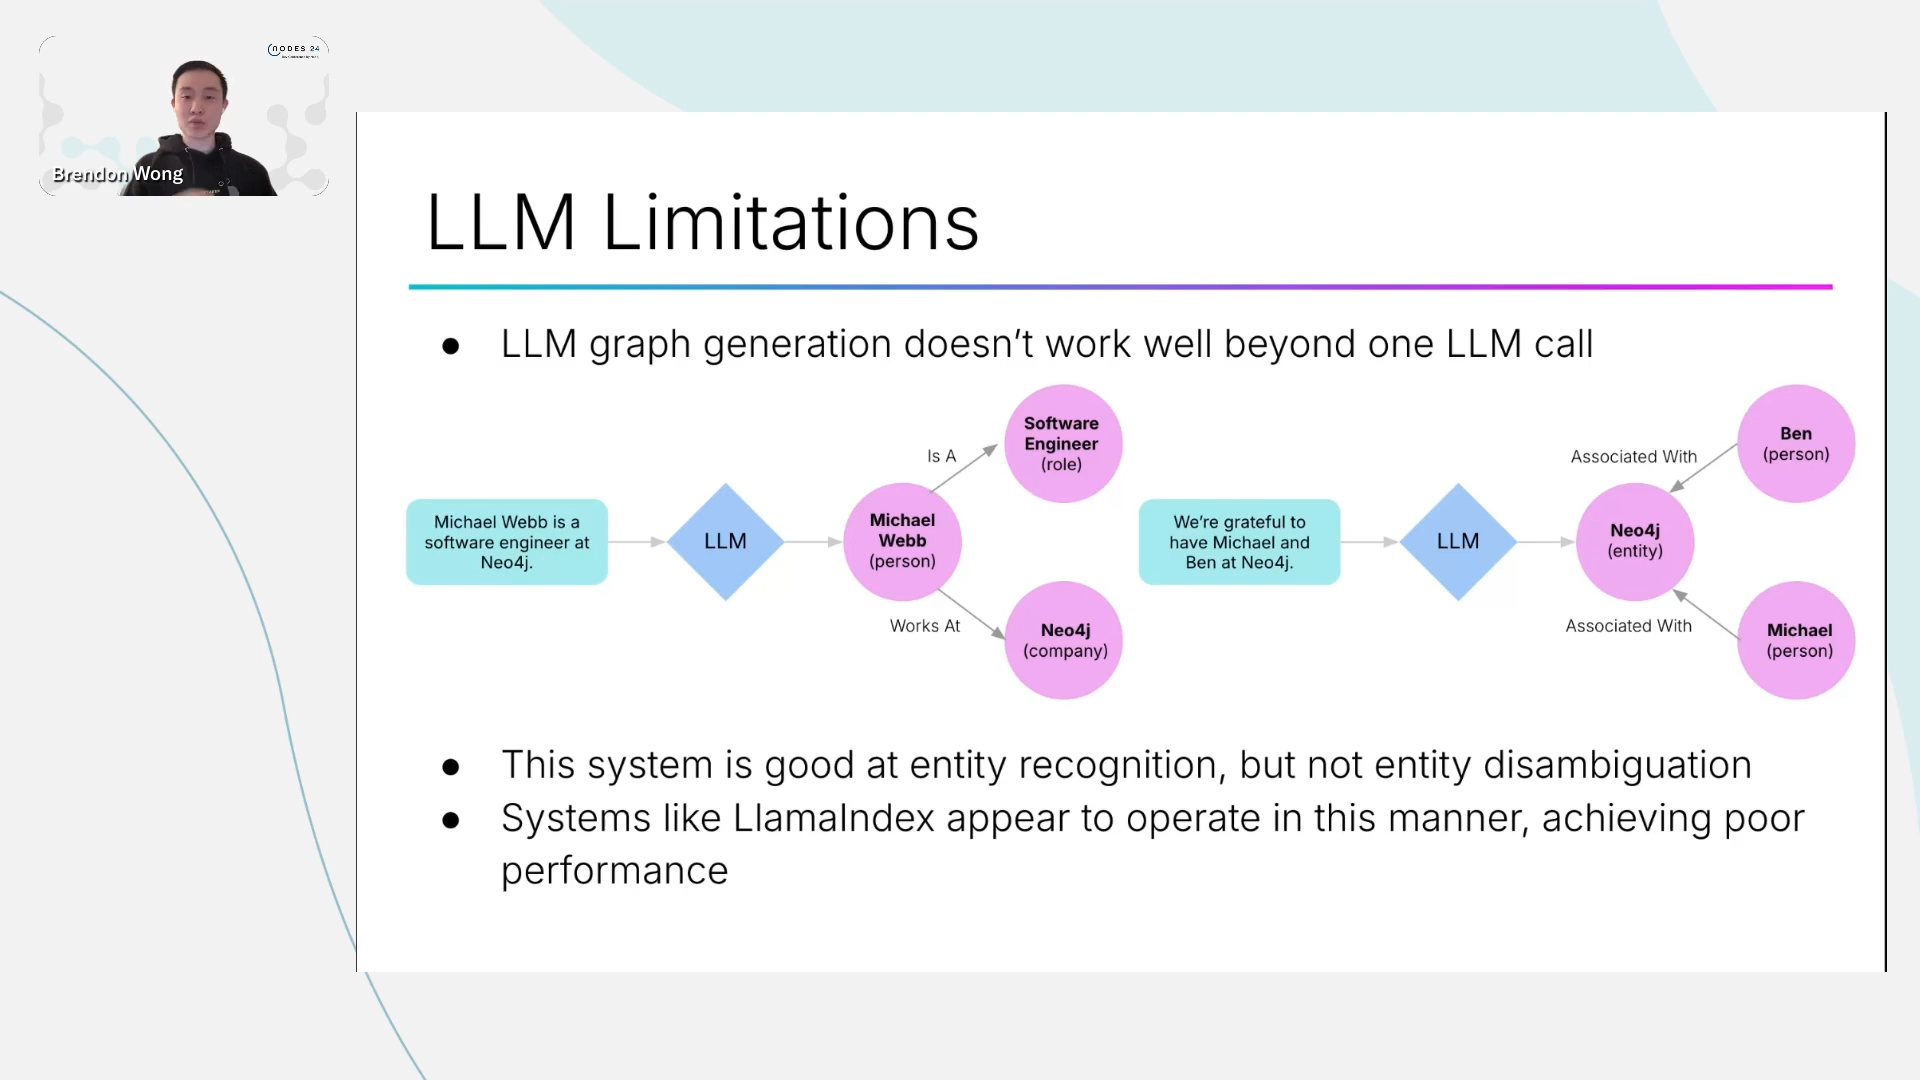 NODES 24
Brendon Wong
LLM Limitations
● LLM graph generation doesn’t work well beyond one LLM call
Michael Webb is a
software engineer at
Neo4j.
LLM
Michael
Webb
(person)
Is A
Software
Engineer
(role)
Works At
Neo4j
(company)
We’re grateful to
have Michael and
Ben at Neo4j.
LLM
Neo4j
(entity)
Associated With
Ben
(person)
Associated With
Michael
(person)
● This system is good at entity recognition, but not entity disambiguation
● Systems like LlamaIndex appear to operate in this manner, achieving poor
performance